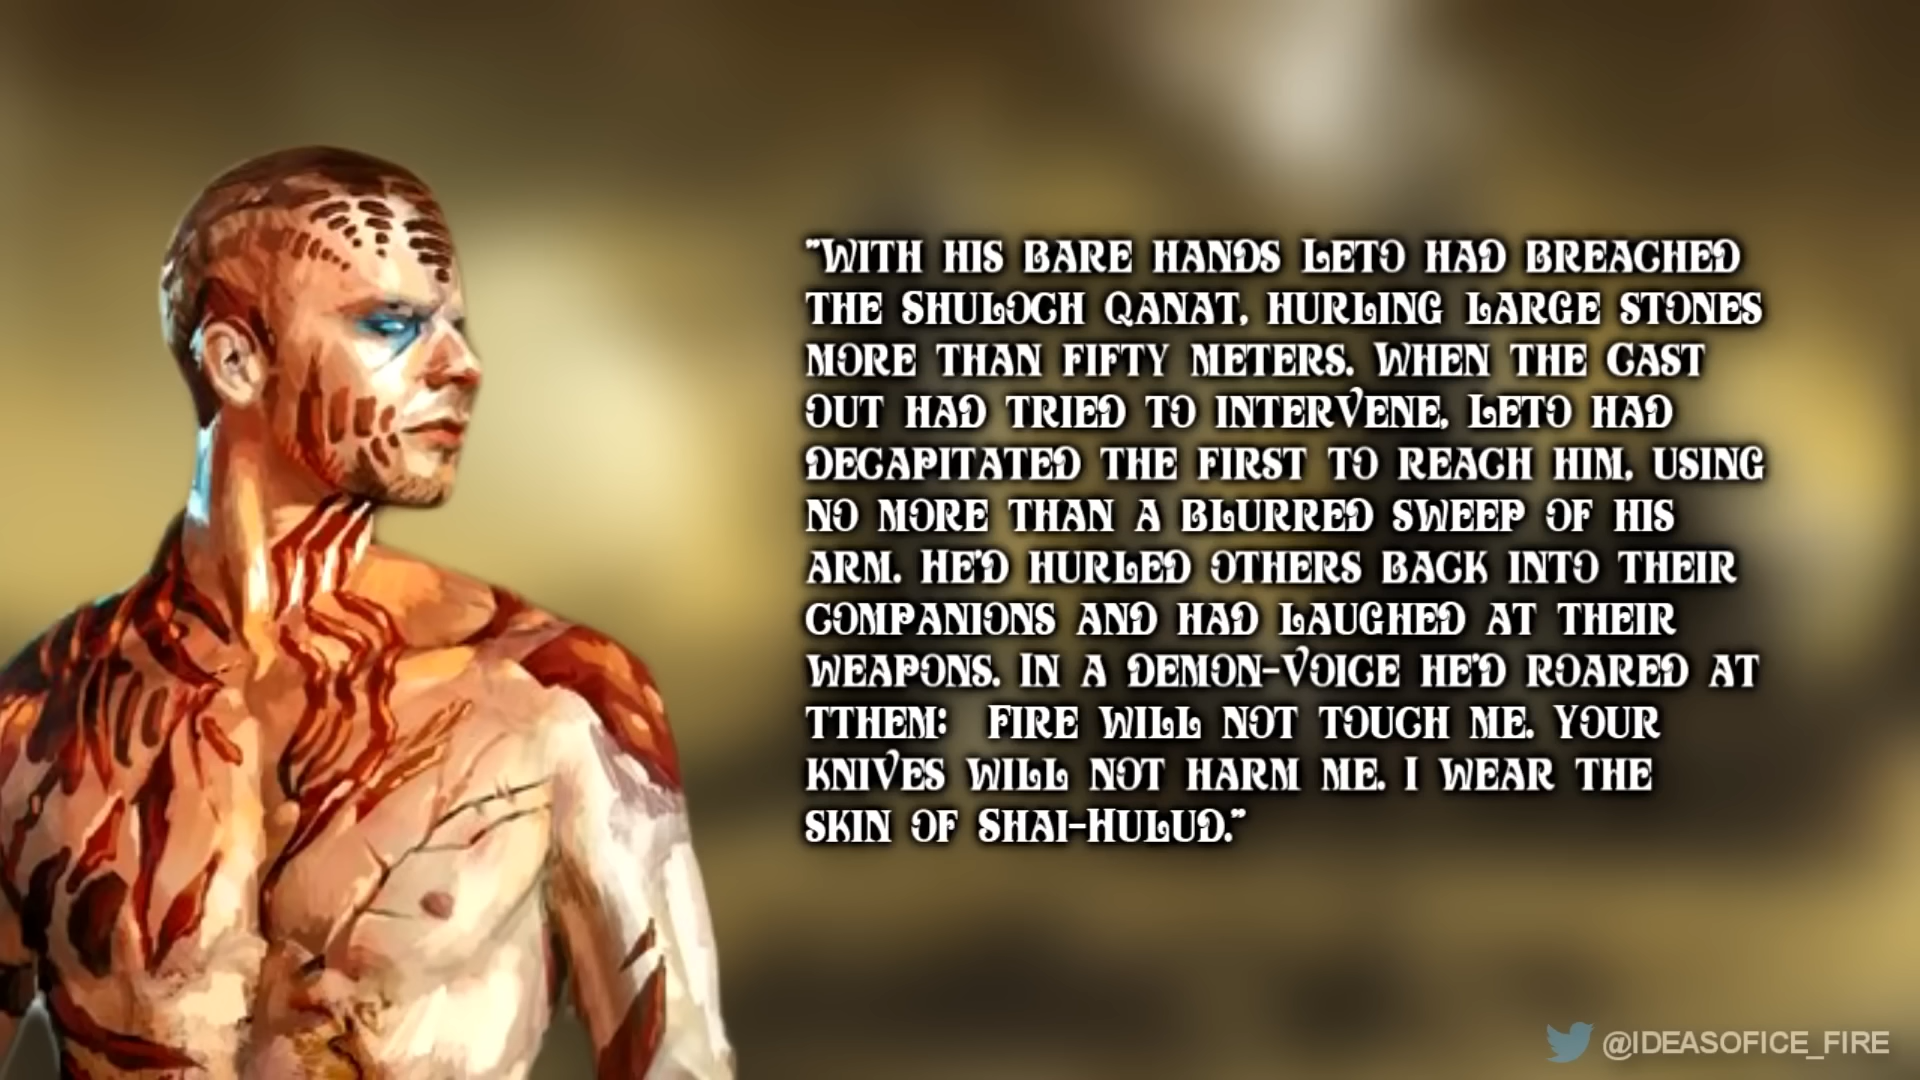 "With his bare hands Leto had breached
the Shuloch qanat, hurling large stones
more than fifty meters. When the Cast
Out had tried to intervene, Leto had
decapitated the first to reach him, using
no more than a blurred sweep of his
arm. He'd hurled others back into their
companions and had laughed at their
weapons. In a demon-voice he'd roared at
tthem:  Fire will not touch me. Your
knives will not harm me. I wear the
skin of Shai-Hulud."
@IDEASOFICE_FIRE